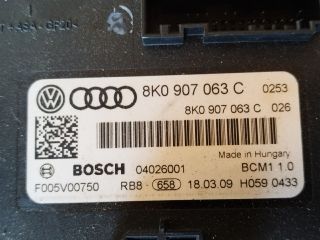 8K0 907 063 C 0253
8K0 907 063 C 026
Made in Hungary
BOSCH 04026001 BCM1 1.0
F005V00750 RB8- 658 18.03.09 H059 0433